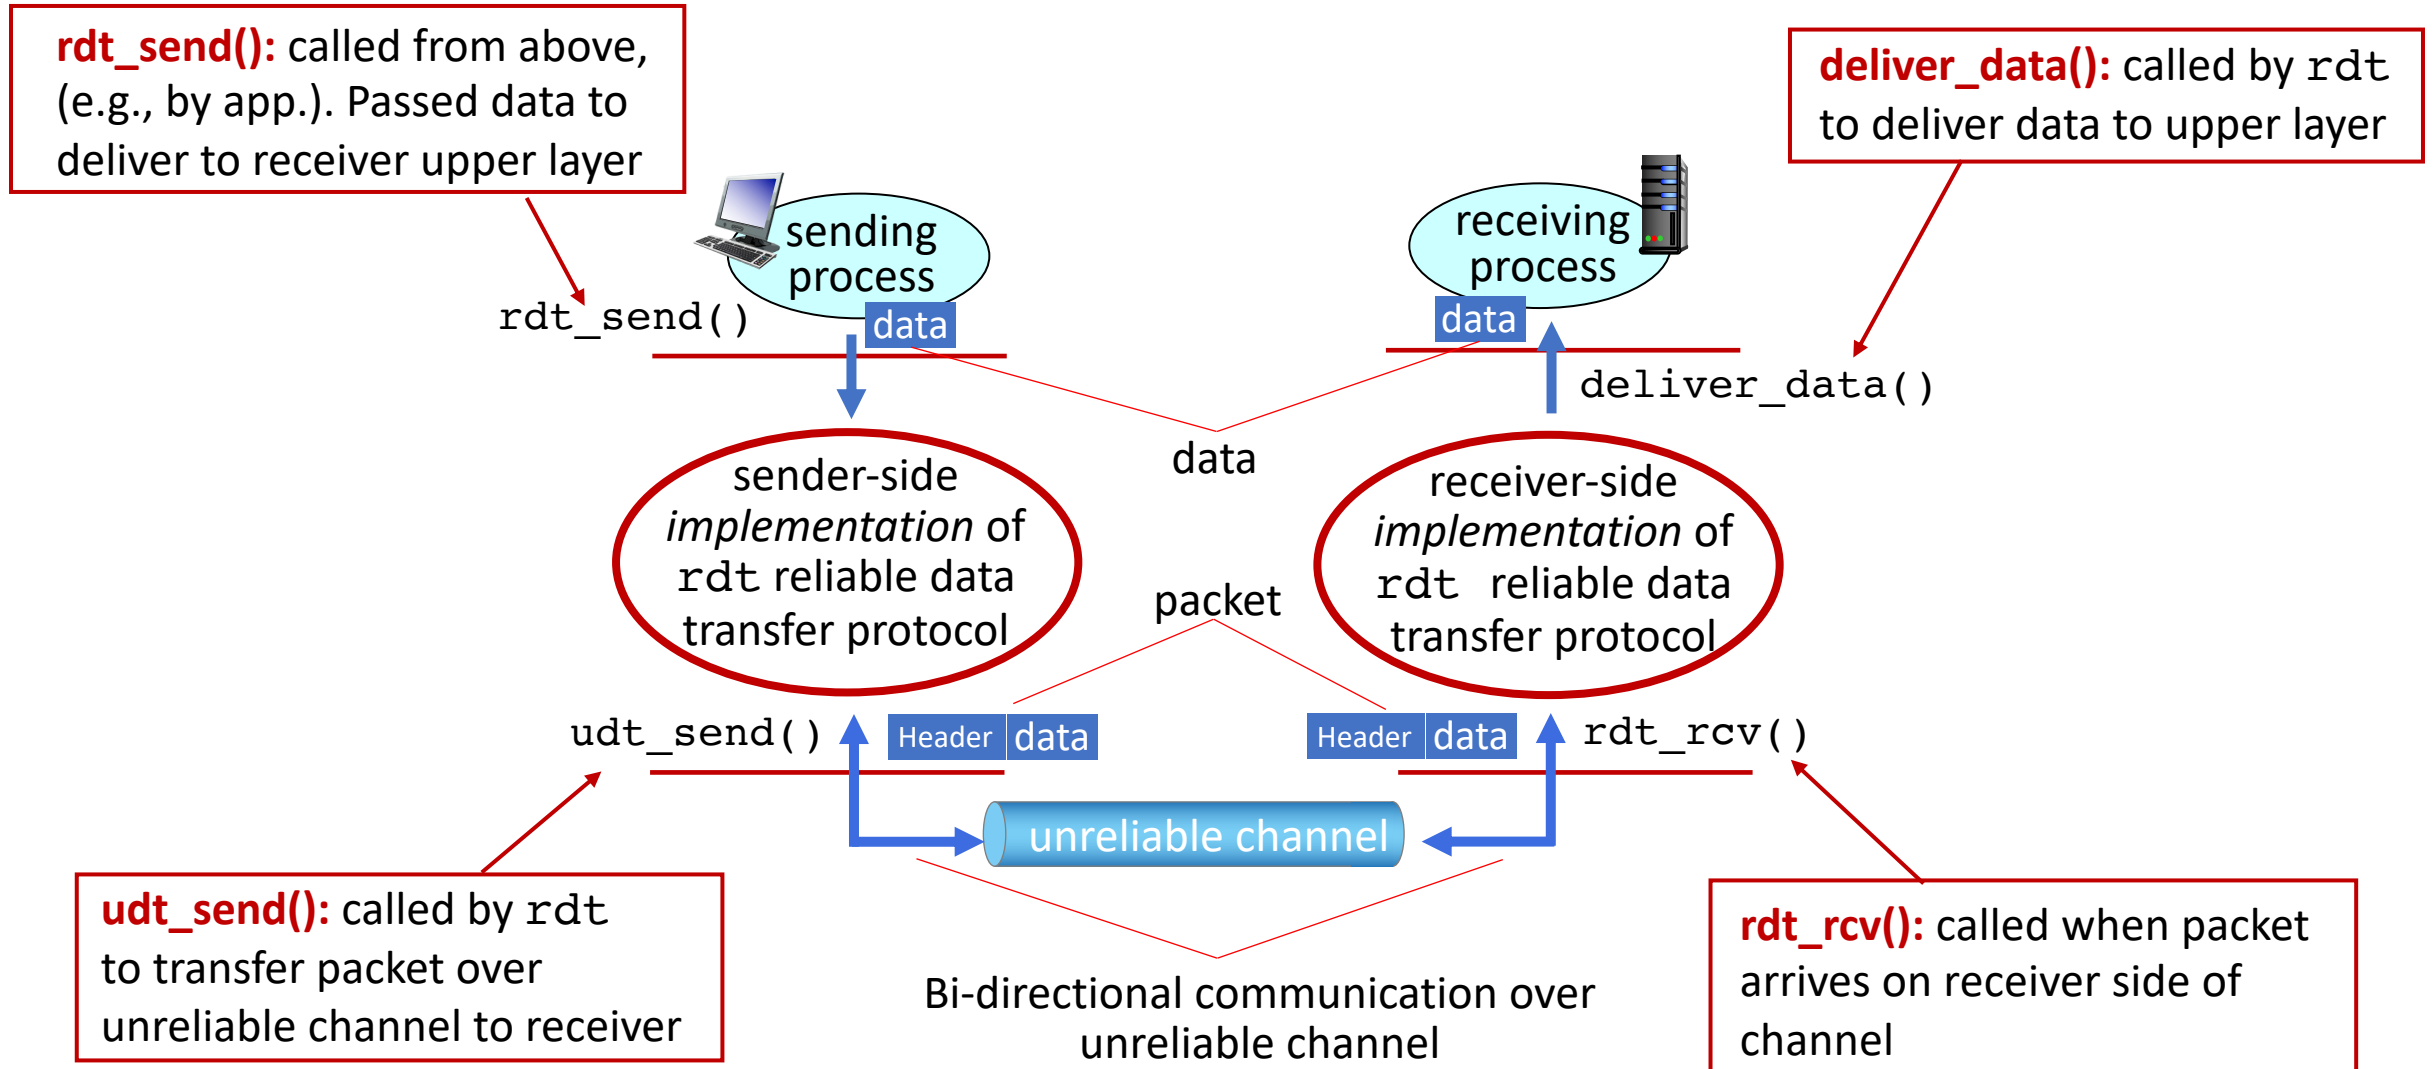 rdt_send(): called from above,
(e.g., by app.). Passed data to
deliver to receiver upper layer
deliver_data(): called by rdt
to deliver data to upper layer
sending
process
receiving
process
rdt_send()
data
data
deliver_data()
data
sender-side
implementation of
rdt reliable data
transfer protocol
receiver-side
implementation of
rdt reliable data
transfer protocol
packet
udt_send()
Header data
Header data
rdt_rcv()
unreliable channel
udt_send(): called by rdt
to transfer packet over
unreliable channel to receiver
Bi-directional communication over
unreliable channel
rdt_rcv(): called when packet
arrives on receiver side of
channel